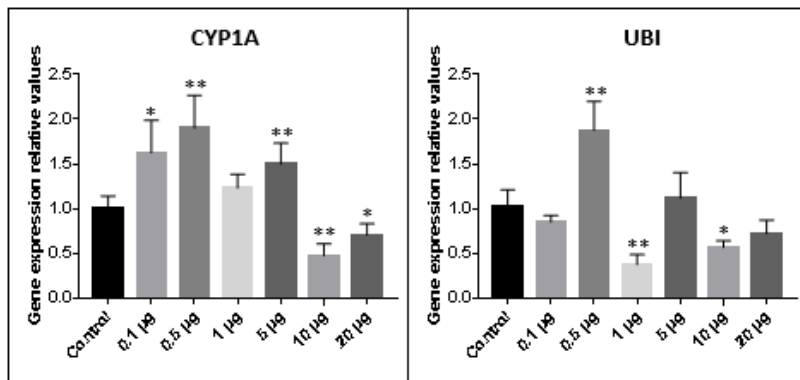 CYP1A
Gene expression relative values
2.5
2.0
1.5
1.0
0.5
0.0
*
**
**
**
*
Control
0.1 µg
0.5 µg
1 µg
5 µg
10 µg
20 µg
UBI
Gene expression relative values
2.5
2.0
1.5
1.0
0.5
0.0
**
**
*
Control
0.1 µg
0.5 µg
1 µg
5 µg
10 µg
20 µg